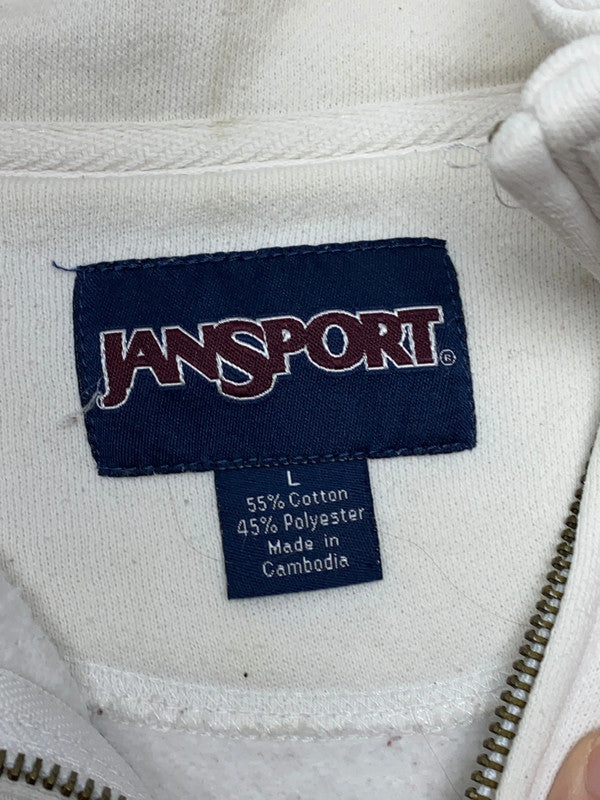 JANSPORT®
L
55% Cotton
45% Polyester
Made in
Cambodia